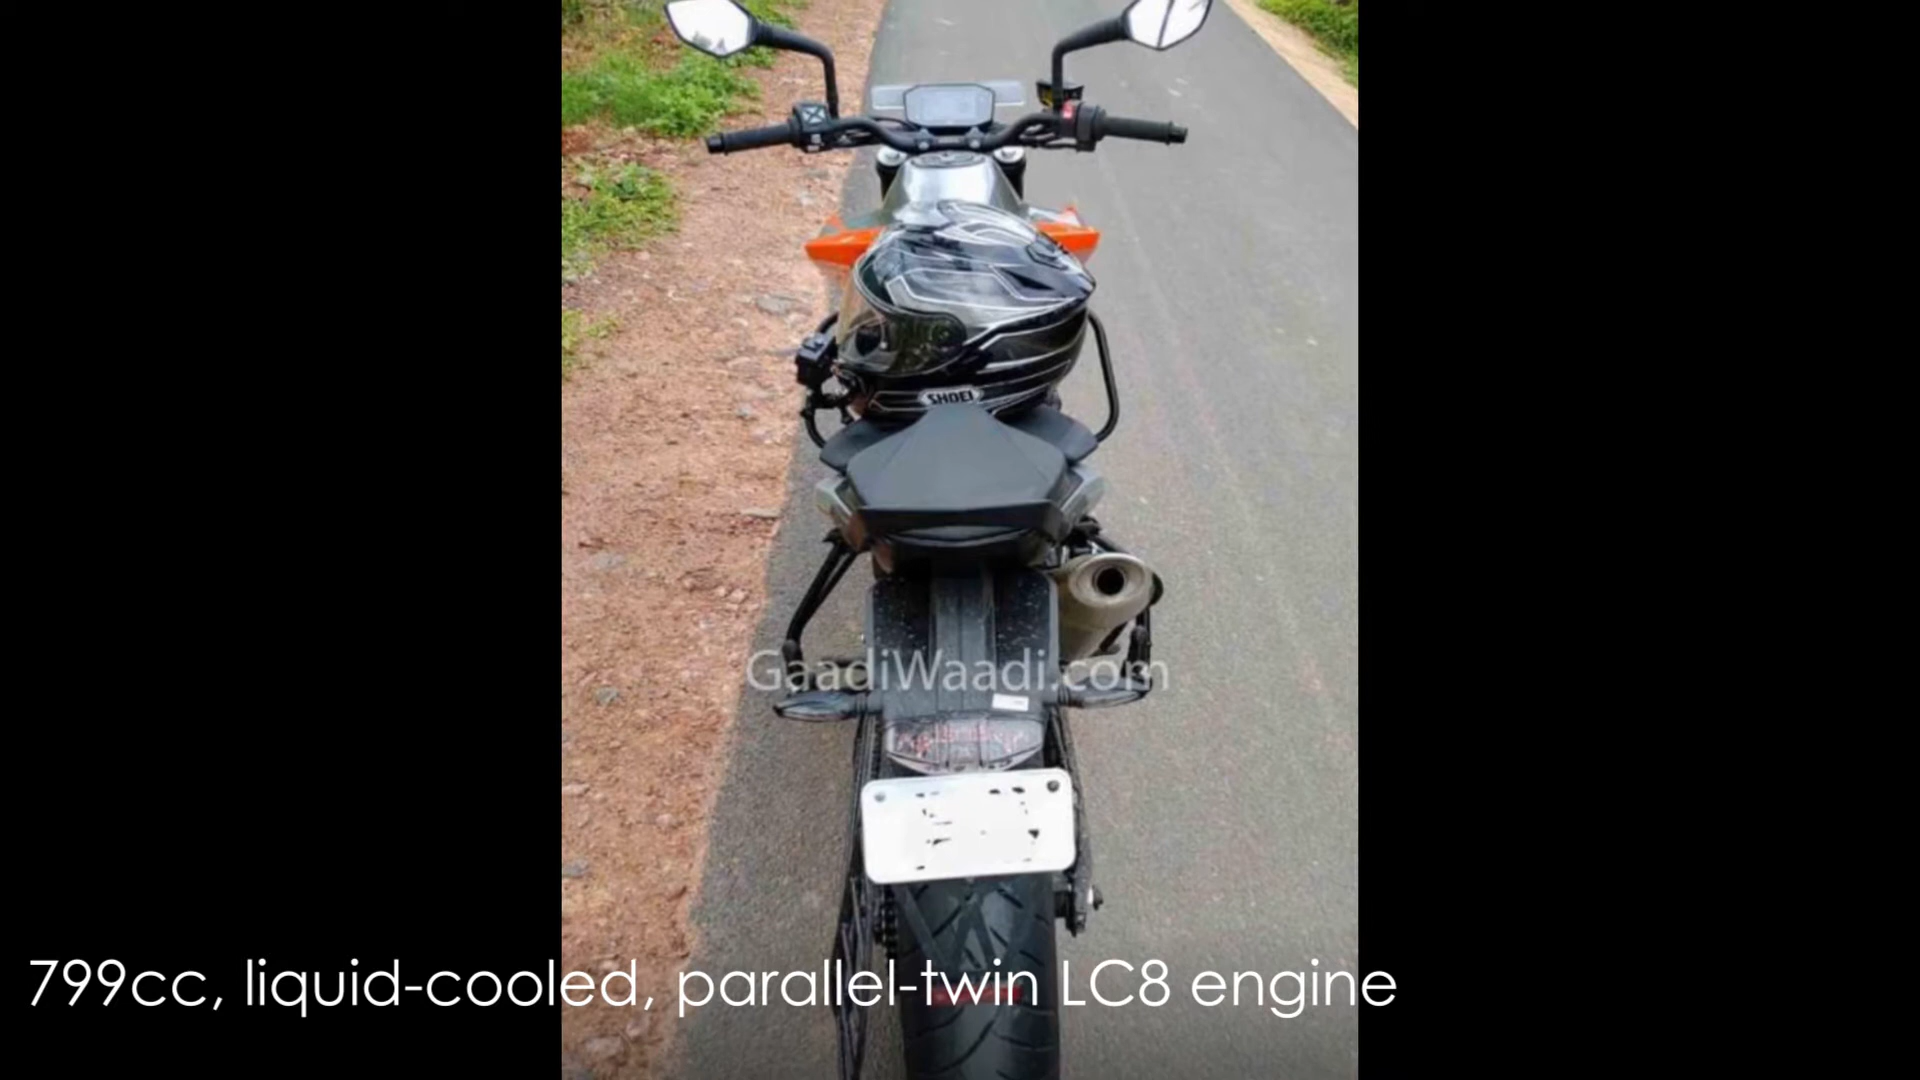 SHOEI
GaadiWaadi.com
799cc, liquid-cooled, parallel-twin LC8 engine